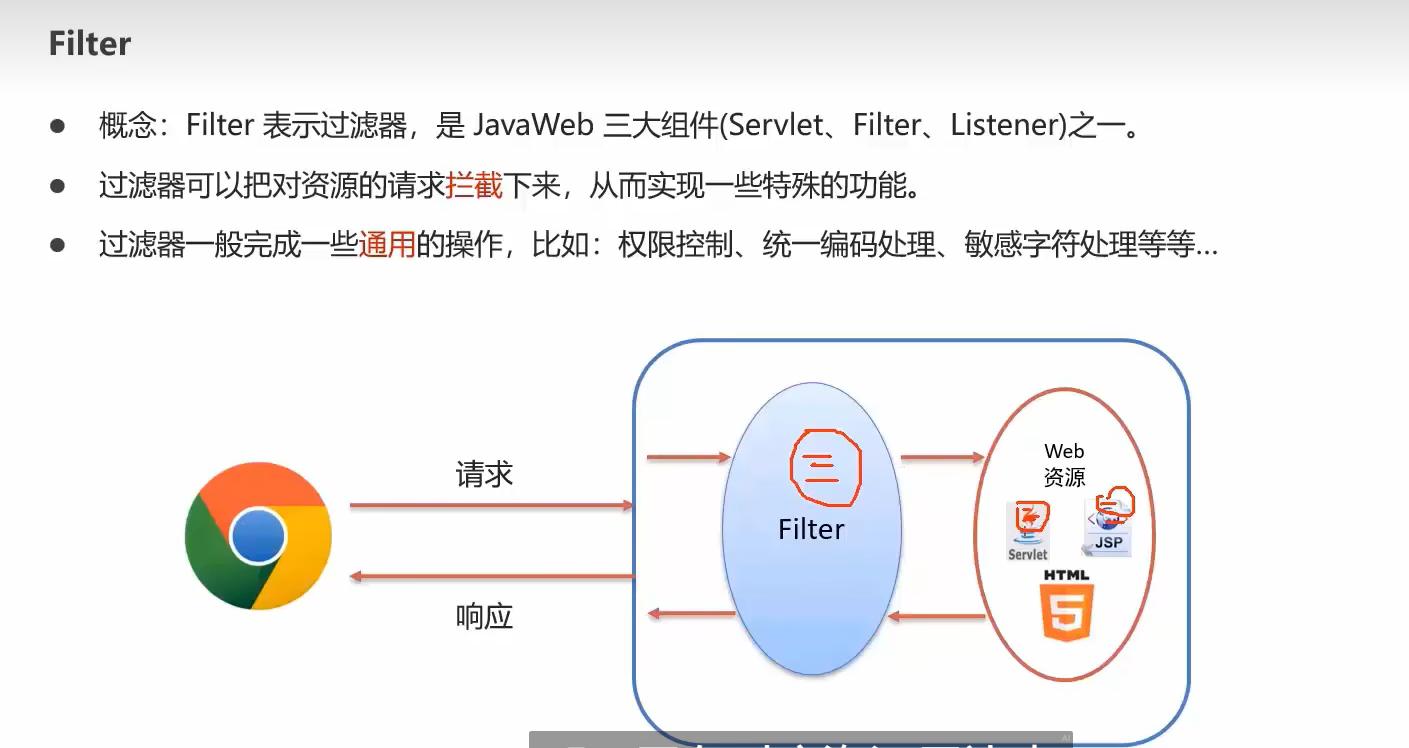 Filter
● 概念：Filter 表示过滤器，是 JavaWeb 三大组件(Servlet、Filter、Listener)之一。
● 过滤器可以把对资源的请求拦截下来，从而实现一些特殊的功能。
● 过滤器一般完成一些通用的操作，比如：权限控制、统一编码处理、敏感字符处理等等...
请求
响应
Filter
Web
资源
Servlet
JSP
HTML
5
AI